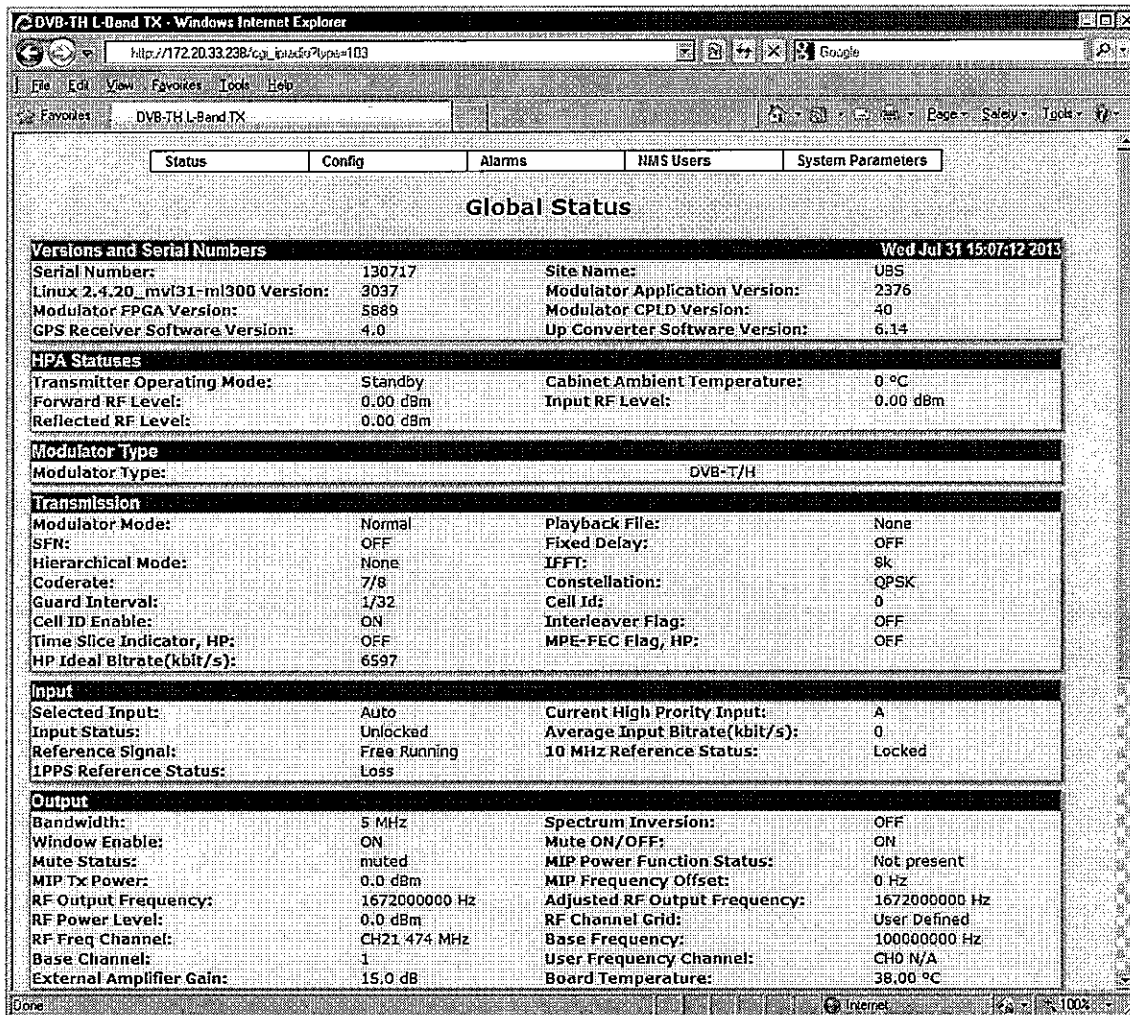 DVB-TH L-Band TX - Windows Internet Explorer
http://172.20.33.238/cgi_ipradio?type=103
Google
File Edit View Favorites Tools Help
Favorites DVB-TH L-Band TX
Page Safety Tools
Status Config Alarms NMS Users System Parameters
Global Status
Versions and Serial Numbers Wed Jul 31 15:07:12 2013
Serial Number: 130717 Site Name: UBS
Linux 2.4.20_mvl31-ml300 Version: 3037 Modulator Application Version: 2376
Modulator FPGA Version: 5889 Modulator CPLD Version: 40
GPS Receiver Software Version: 4.0 Up Converter Software Version: 6.14
HPA Statuses
Transmitter Operating Mode: Standby Cabinet Ambient Temperature: 0 ºC
Forward RF Level: 0.00 dBm Input RF Level: 0.00 dBm
Reflected RF Level: 0.00 dBm
Modulator Type
Modulator Type: DVB-T/H
Transmission
Modulator Mode: Normal Playback File: None
SFN: OFF Fixed Delay: OFF
Hierarchical Mode: None IFFT: 8k
Coderate: 7/8 Constellation: QPSK
Guard Interval: 1/32 Cell Id: 0
Cell ID Enable: ON Interleaver Flag: OFF
Time Slice Indicator, HP: OFF MPE-FEC Flag, HP: OFF
HP Ideal Bitrate(kbit/s): 6597
Input
Selected Input: Auto Current High Prority Input: A
Input Status: Unlocked Average Input Bitrate(kbit/s): 0
Reference Signal: Free Running 10 MHz Reference Status: Locked
1PPS Reference Status: Loss
Output
Bandwidth: 5 MHz Spectrum Inversion: OFF
Window Enable: ON Mute ON/OFF: ON
Mute Status: muted MIP Power Function Status: Not present
MIP Tx Power: 0.0 dBm MIP Frequency Offset: 0 Hz
RF Output Frequency: 1672000000 Hz Adjusted RF Output Frequency: 1672000000 Hz
RF Power Level: 0.0 dBm RF Channel Grid: User Defined
RF Freq Channel: CH21 474 MHz Base Frequency: 100000000 Hz
Base Channel: 1 User Frequency Channel: CH0 N/A
External Amplifier Gain: 15.0 dB Board Temperature: 38.00 ºC
Done Internet 100%